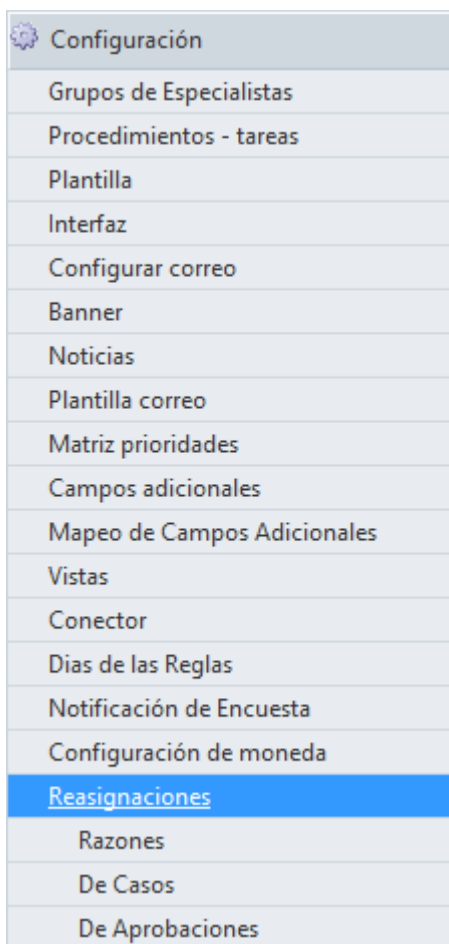 Configuración
Grupos de Especialistas
Procedimientos - tareas
Plantilla
Interfaz
Configurar correo
Banner
Noticias
Plantilla correo
Matriz prioridades
Campos adicionales
Mapeo de Campos Adicionales
Vistas
Conector
Dias de las Reglas
Notificación de Encuesta
Configuración de moneda
Reasignaciones
Razones
De Casos
De Aprobaciones